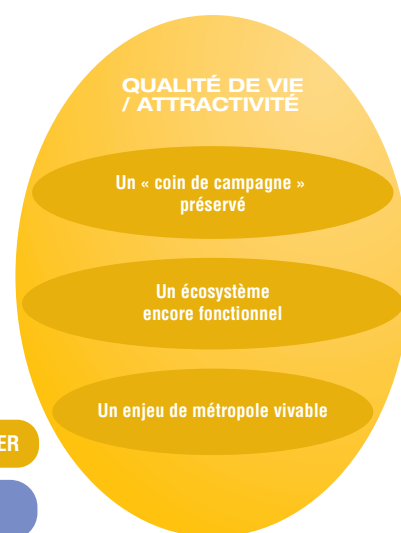 QUALITÉ DE VIE
/ ATTRACTIVITÉ
Un « coin de campagne »
préservé
Un écosystème
encore fonctionnel
Un enjeu de métropole vivable
ER